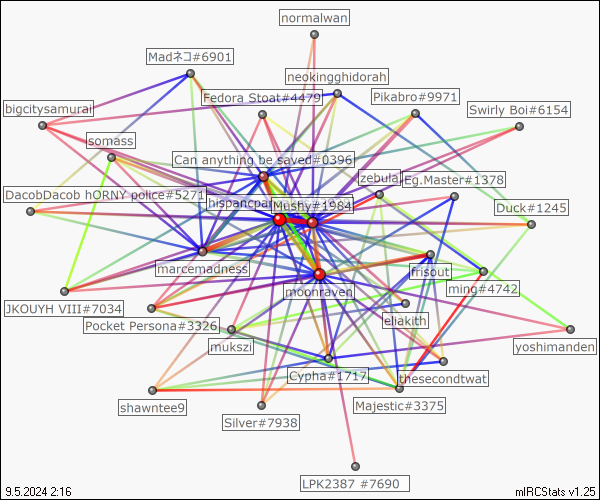 normalwan
Madネコ#6901
neokingghidorah
Fedora Stoat#4479
Pikabro#9971
bigcitysamurai
Swirly Boi#6154
somass
Can anything be saved#0396
zebula
Eg.Master#1378
DacobDacob hORNY police#5271
hispancpa
Mushy#1984
Duck#1245
marcemadness
frisout
moonraven
ming#4742
JKOUYH VIII#7034
eliakith
Pocket Persona#3326
mukszi
yoshimanden
Cypha#1717
thesecondtwat
shawntee9
Majestic#3375
Silver#7938
LPK2387 #7690
9.5.2024 2:16
mIRCStats v1.25